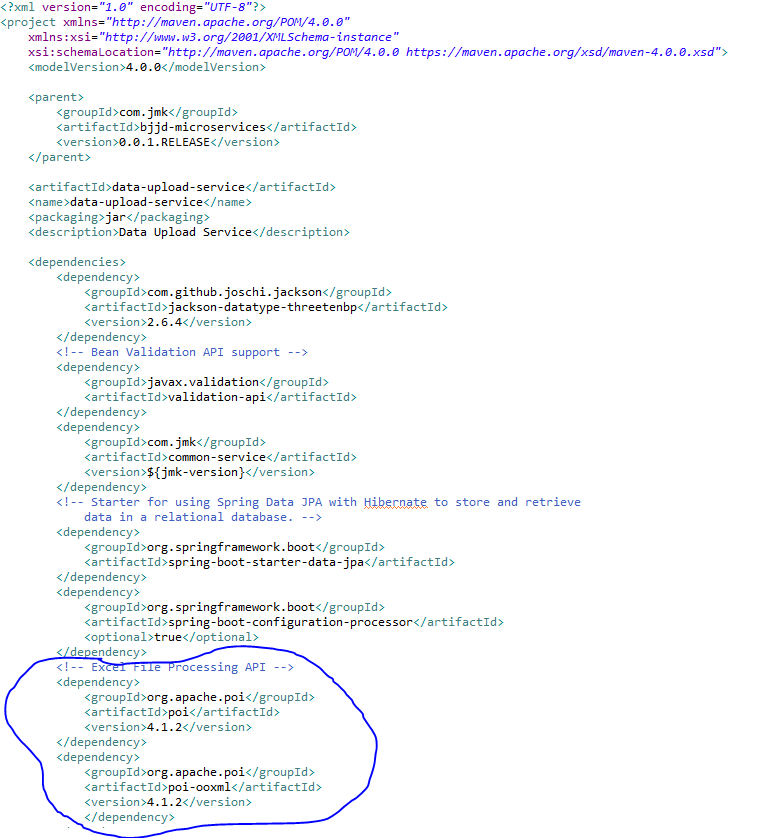 <?xml version="1.0" encoding="UTF-8"?>
<project xmlns="http://maven.apache.org/POM/4.0.0"
    xmlns:xsi="http://www.w3.org/2001/XMLSchema-instance"
    xsi:schemaLocation="http://maven.apache.org/POM/4.0.0 https://maven.apache.org/xsd/maven-4.0.0.xsd">
    <modelVersion>4.0.0</modelVersion>

    <parent>
        <groupId>com.jmk</groupId>
        <artifactId>bjjd-microservices</artifactId>
        <version>0.0.1.RELEASE</version>
    </parent>

    <artifactId>data-upload-service</artifactId>
    <name>data-upload-service</name>
    <packaging>jar</packaging>
    <description>Data Upload Service</description>

    <dependencies>
        <dependency>
            <groupId>com.github.joschi.jackson</groupId>
            <artifactId>jackson-datatype-threetenbp</artifactId>
            <version>2.6.4</version>
        </dependency>
        <!-- Bean Validation API support -->
        <dependency>
            <groupId>javax.validation</groupId>
            <artifactId>validation-api</artifactId>
        </dependency>
        <dependency>
            <groupId>com.jmk</groupId>
            <artifactId>common-service</artifactId>
            <version>${jmk-version}</version>
        </dependency>
        <!-- Starter for using Spring Data JPA with Hibernate to store and retrieve
            data in a relational database. -->
        <dependency>
            <groupId>org.springframework.boot</groupId>
            <artifactId>spring-boot-starter-data-jpa</artifactId>
        </dependency>
        <dependency>
            <groupId>org.springframework.boot</groupId>
            <artifactId>spring-boot-configuration-processor</artifactId>
            <optional>true</optional>
        </dependency>
        <!-- Excel File Processing API -->
        <dependency>
            <groupId>org.apache.poi</groupId>
            <artifactId>poi</artifactId>
            <version>4.1.2</version>
        </dependency>
        <dependency>
            <groupId>org.apache.poi</groupId>
            <artifactId>poi-ooxml</artifactId>
            <version>4.1.2</version>
            </dependency>